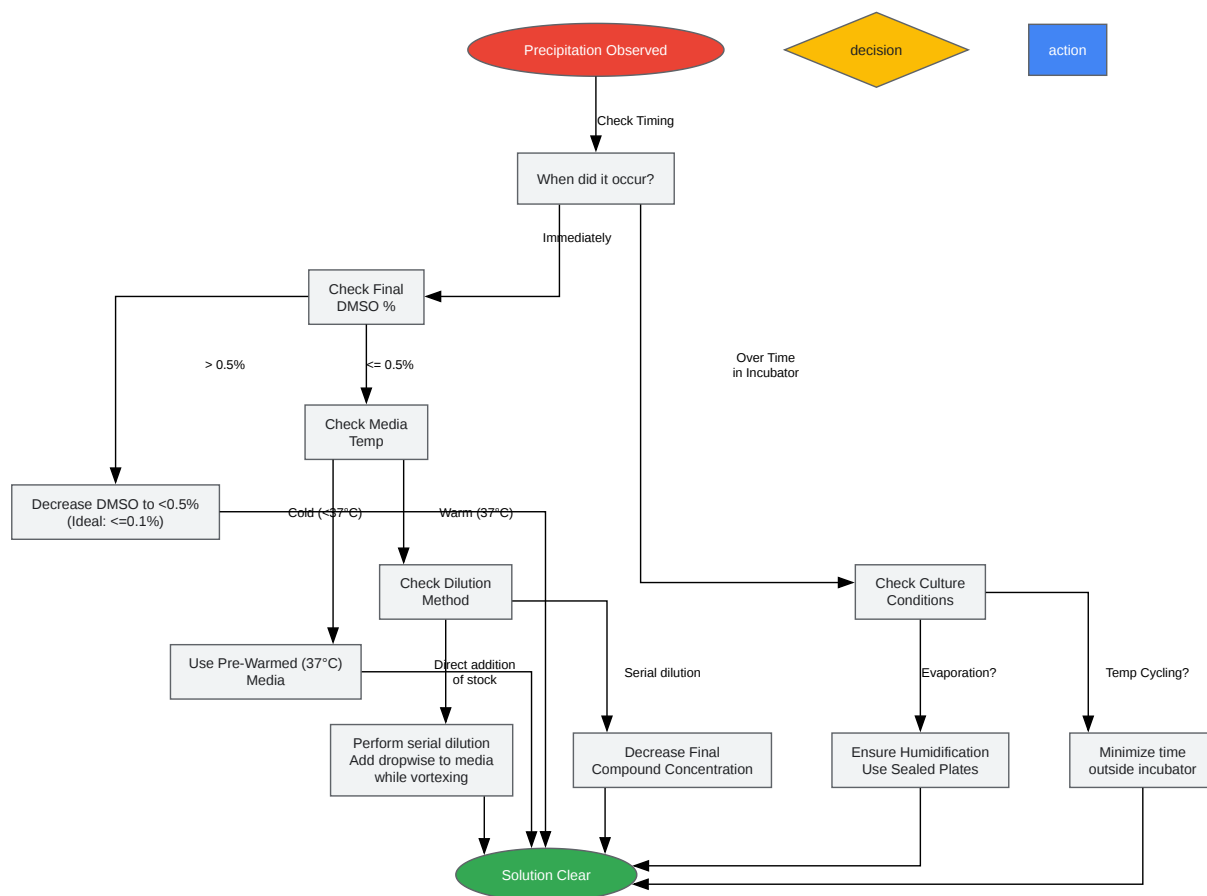 Precipitation Observed
decision
action
Check Timing
When did it occur?
Immediately
Check Final
DMSO %
> 0.5%
<= 0.5%
Over Time
in Incubator
Check Media
Temp
Decrease DMSO to <0.5%
(Ideal: <=0.1%)
Cold (<37°C)
Warm (37°C)
Check Dilution
Method
Check Culture
Conditions
Use Pre-Warmed (37°C)
Media
Direct addition
of stock
Serial dilution
Evaporation?
Temp Cycling?
Perform serial dilution
Add dropwise to media
while vortexing
Decrease Final
Compound Concentration
Ensure Humidification
Use Sealed Plates
Minimize time
outside incubator
Solution Clear